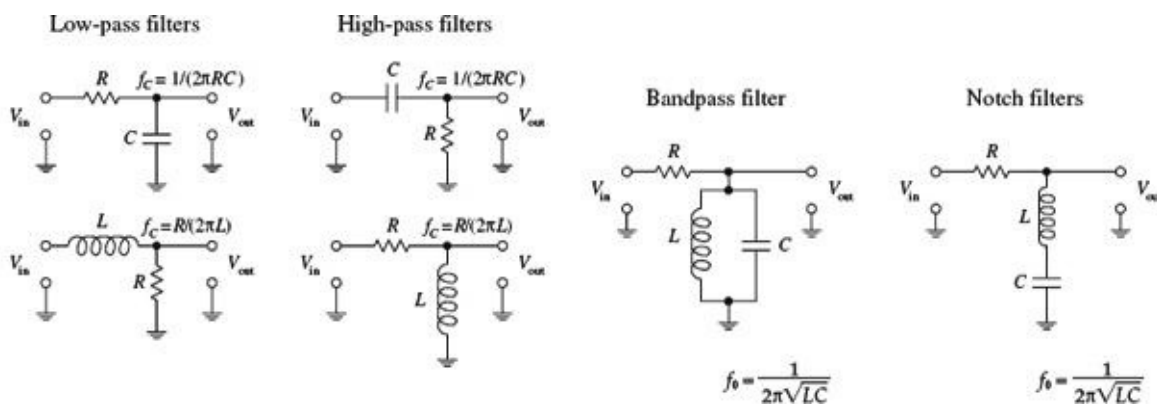 Low-pass filters
R
f_C = 1/(2πRC)
V_in
C
V_out
L
f_C = R/(2πL)
V_in
R
V_out
High-pass filters
C
f_C = 1/(2πRC)
V_in
R
V_out
R
f_C = R/(2πL)
V_in
L
V_out
Bandpass filter
R
V_in
V_out
L
C
f_0 = 1/(2π√LC)
Notch filters
R
V_in
V_ou
L
C
f_0 = 1/(2π√LC)